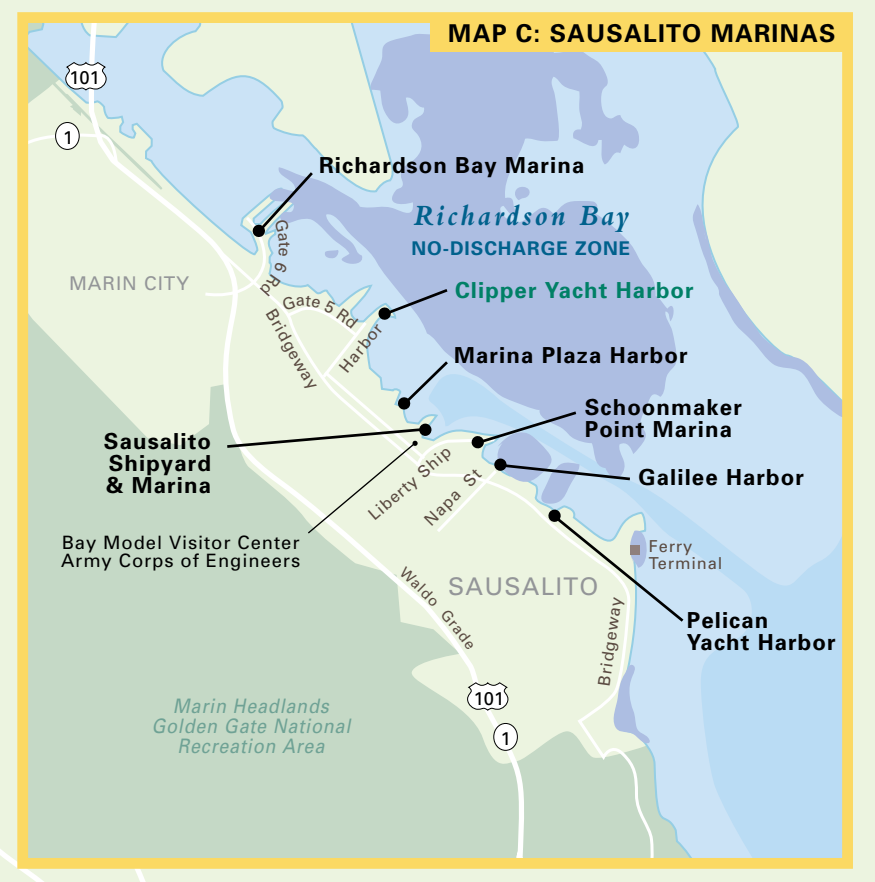 MAP C: SAUSALITO MARINAS
101
1
Richardson Bay Marina
Richardson Bay
NO-DISCHARGE ZONE
Gate 6 Rd
MARIN CITY
Clipper Yacht Harbor
Gate 5 Rd
Harbor
Bridgeway
Marina Plaza Harbor
Schoonmaker
Point Marina
Sausalito
Shipyard
& Marina
Liberty Ship
Napa St
Galilee Harbor
Bay Model Visitor Center
Army Corps of Engineers
Ferry
Terminal
Waldo Grade
SAUSALITO
Bridgeway
Pelican
Yacht Harbor
101
1
Marin Headlands
Golden Gate National
Recreation Area